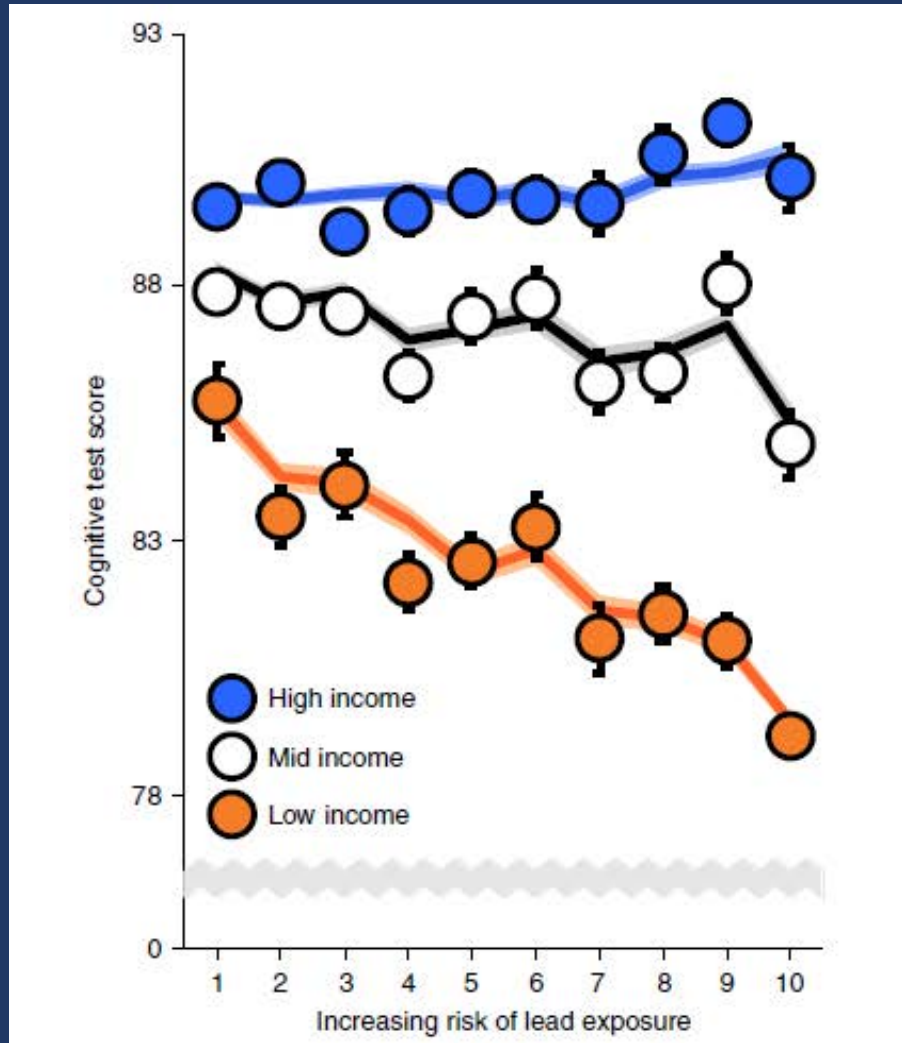 93
88
83
78
0
Cognitive test score
High income
Mid income
Low income
1 2 3 4 5 6 7 8 9 10
Increasing risk of lead exposure